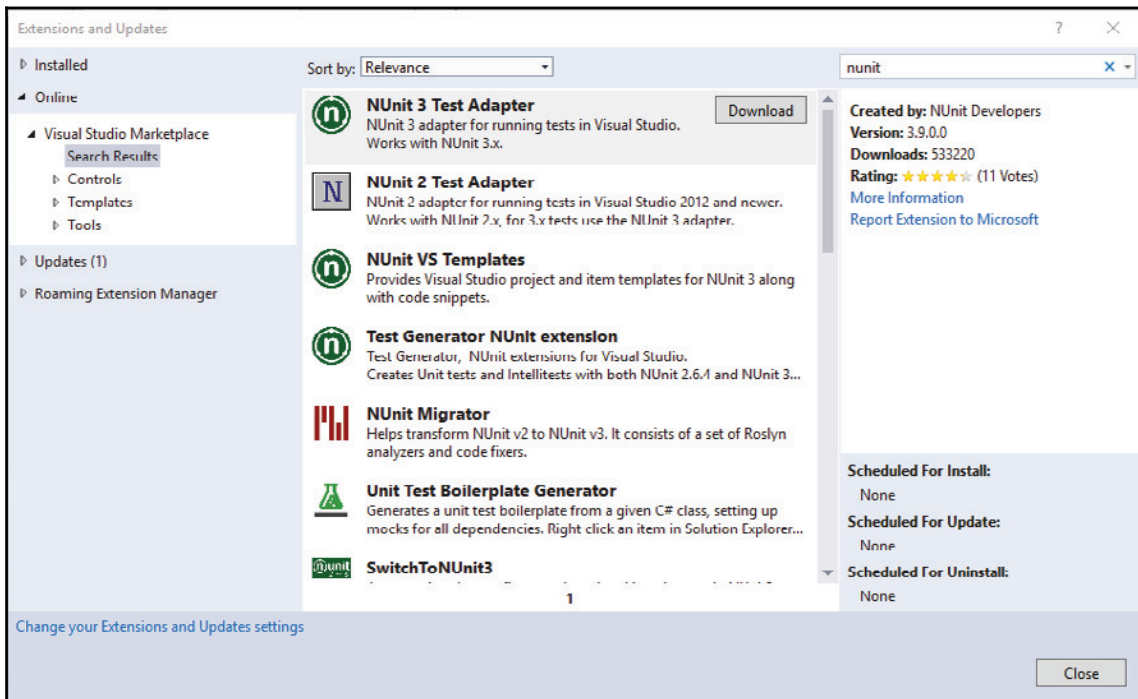 Extensions and Updates
?
Installed
Online
Visual Studio Marketplace
Search Results
Controls
Templates
Tools
Updates (1)
Roaming Extension Manager
Sort by: Relevance
NUnit 3 Test Adapter
Download
NUnit 3 adapter for running tests in Visual Studio.
Works with NUnit 3.x.
N
NUnit 2 Test Adapter
NUnit 2 adapter for running tests in Visual Studio 2012 and newer.
Works with NUnit 2.x, for 3.x tests use the NUnit 3 adapter.
NUnit VS Templates
Provides Visual Studio project and item templates for NUnit 3 along
with code snippets.
Test Generator NUnit extension
Test Generator, NUnit extensions for Visual Studio.
Creates Unit tests and Intellitests with both NUnit 2.6.4 and NUnit 3...
NUnit Migrator
Helps transform NUnit v2 to NUnit v3. It consists of a set of Roslyn
analyzers and code fixers.
Unit Test Boilerplate Generator
Generates a unit test boilerplate from a given C# class, setting up
mocks for all dependencies. Right click an item in Solution Explorer...
SwitchToNUnit3
1
nunit
Created by: NUnit Developers
Version: 3.9.0.0
Downloads: 533220
Rating: (11 Votes)
More Information
Report Extension to Microsoft
Scheduled For Install:
None
Scheduled For Update:
None
Scheduled For Uninstall:
None
Change your Extensions and Updates settings
Close